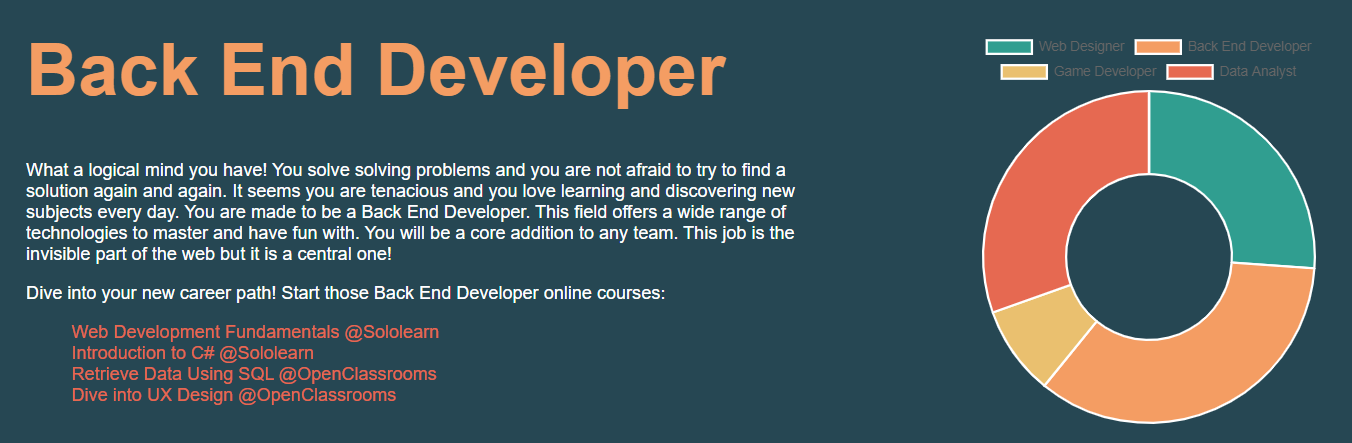 Back End Developer
What a logical mind you have! You solve solving problems and you are not afraid to try to find a
solution again and again. It seems you are tenacious and you love learning and discovering new
subjects every day. You are made to be a Back End Developer. This field offers a wide range of
technologies to master and have fun with. You will be a core addition to any team. This job is the
invisible part of the web but it is a central one!
Dive into your new career path! Start those Back End Developer online courses:
Web Development Fundamentals @Sololearn
Introduction to C# @Sololearn
Retrieve Data Using SQL @OpenClassrooms
Dive into UX Design @OpenClassrooms
Web Designer Back End Developer
Game Developer Data Analyst